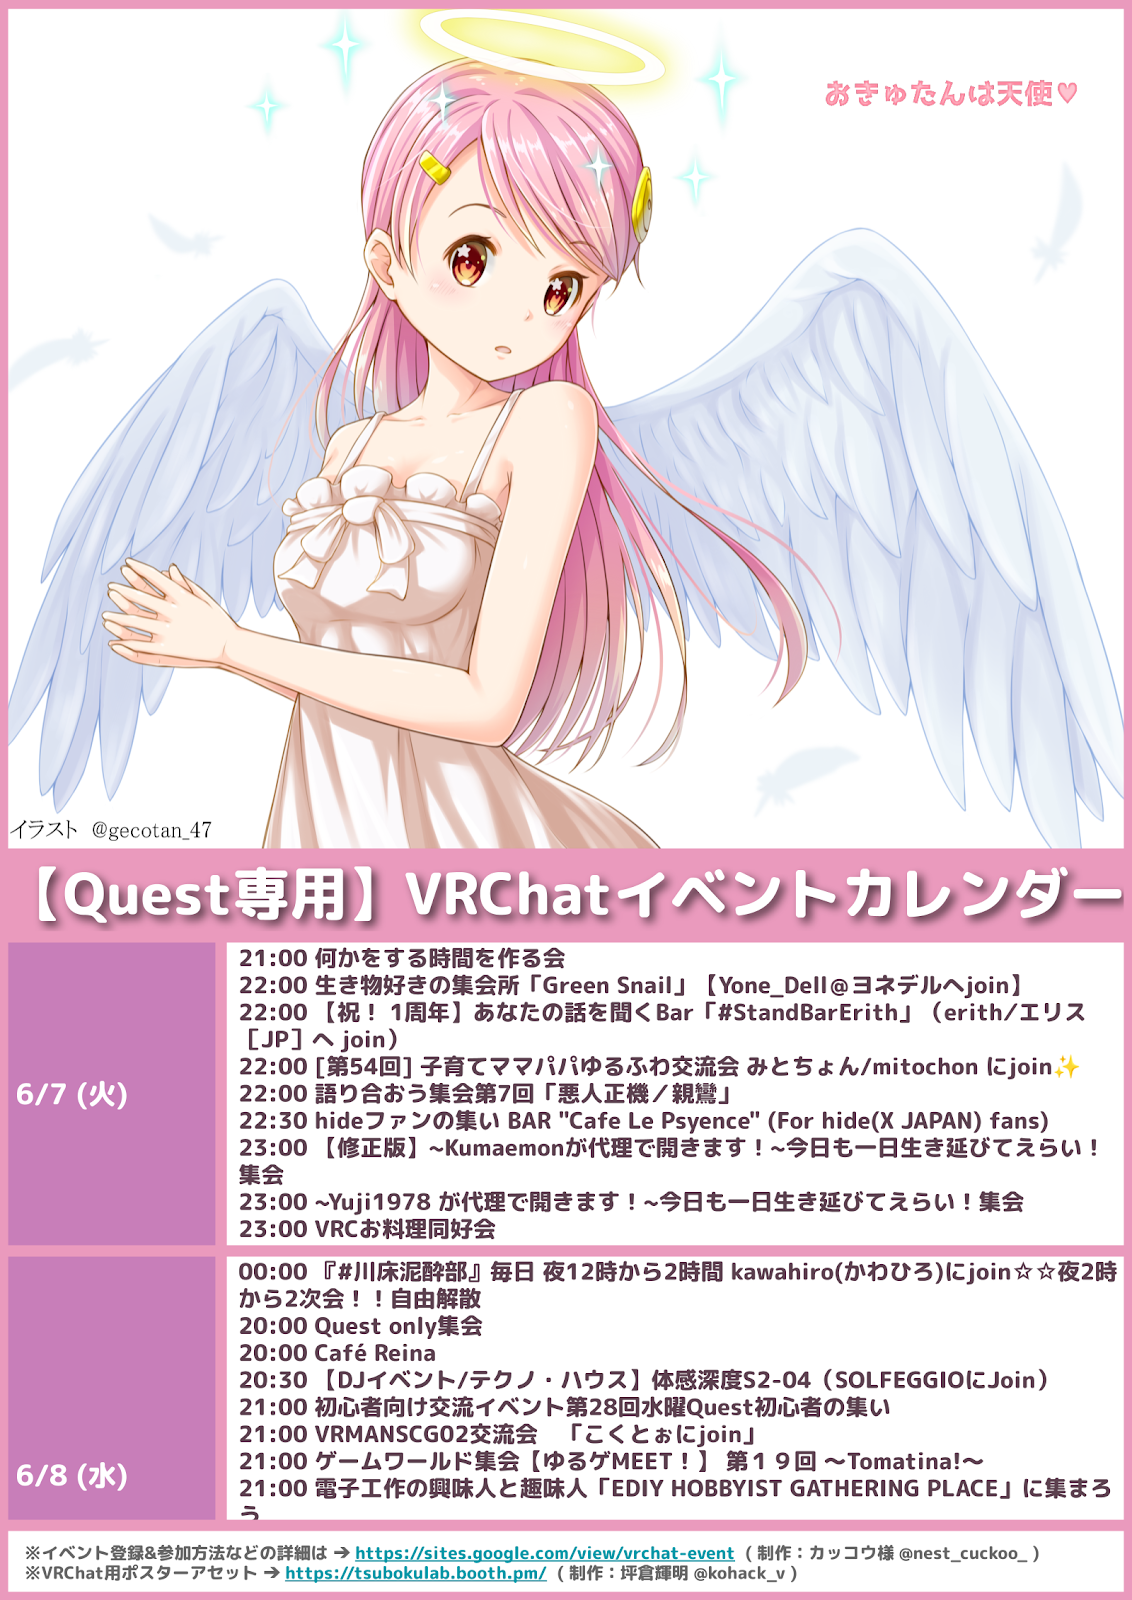 おきゅたんは天使♥
イラスト @gecotan_47
【Quest専用】VRChatイベントカレンダー
6/7 (火)
21:00 何かをする時間を作る会
22:00 生き物好きの集会所「Green Snail」【Yone_Dell＠ヨネデルへjoin】
22:00 【祝！ 1周年】あなたの話を聞くBar「#StandBarErith」（erith/エリス
［JP］へ join）
22:00 [第54回] 子育てママパパゆるふわ交流会 みとちょん/mitochon にjoin✨
22:00 語り合おう集会第7回「悪人正機／親鸞」
22:30 hideファンの集い BAR "Cafe Le Psyence" (For hide(X JAPAN) fans)
23:00 【修正版】~Kumaemonが代理で開きます！~今日も一日生き延びてえらい！
集会
23:00 ~Yuji1978 が代理で開きます！~今日も一日生き延びてえらい！集会
23:00 VRCお料理同好会
6/8 (水)
00:00 『#川床泥酔部』毎日 夜12時から2時間 kawahiro(かわひろ)にjoin☆☆夜2時
から2次会！！自由解散
20:00 Quest only集会
20:00 Café Reina
20:30 【DJイベント/テクノ・ハウス】体感深度S2-04（SOLFEGGIOにJoin）
21:00 初心者向け交流イベント第28回水曜Quest初心者の集い
21:00 VRMANSCG02交流会　「こくとぉにjoin」
21:00 ゲームワールド集会【ゆるゲMEET！】 第１９回 〜Tomatina!〜
21:00 電子工作の興味人と趣味人「EDIY HOBBYIST GATHERING PLACE」に集まろ
う
※イベント登録&参加方法などの詳細は ➔ https://sites.google.com/view/vrchat-event （ 制作：カッコウ様 @nest_cuckoo_ ）
※VRChat用ポスターアセット ➔ https://tsubokulab.booth.pm/ （ 制作：坪倉輝明 @kohack_v ）